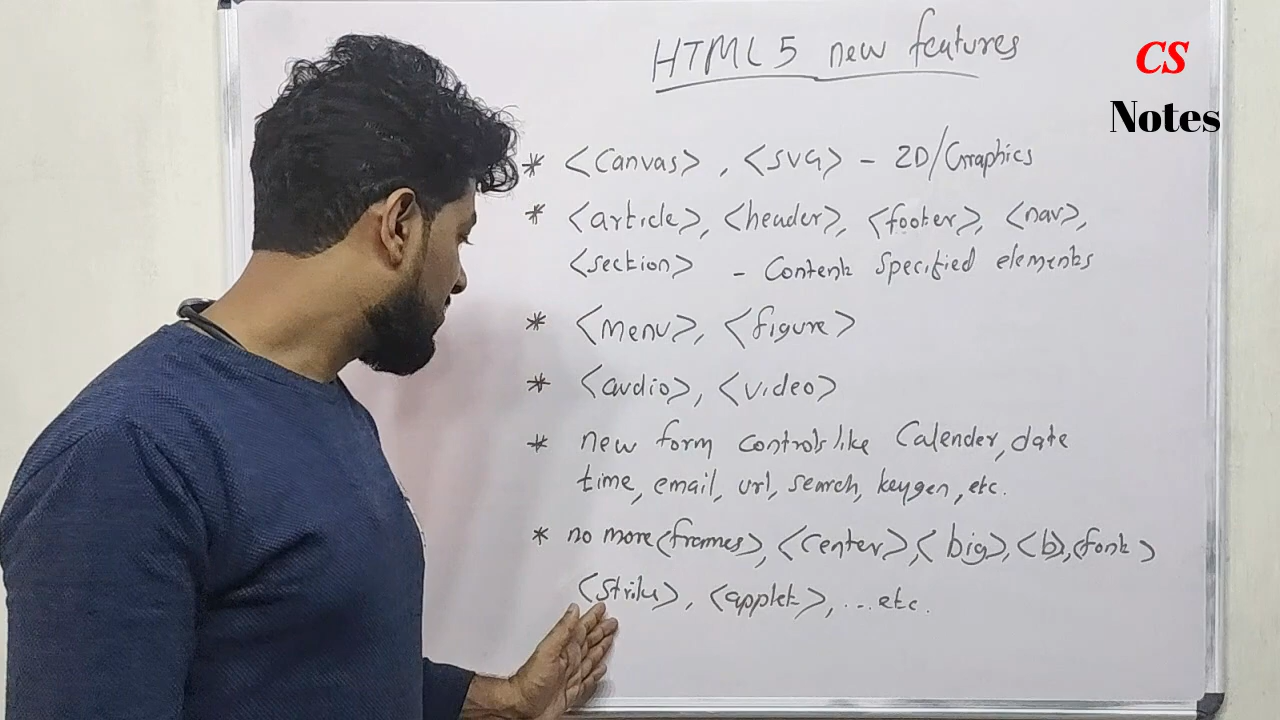 HTML5 new features
CS
Notes
* <Canvas>, <SVG> - 2D/Graphics
* <article>, <header>, <footer>, <nav>,
<section> - Content specified elements
* <menu>, <figure>
* <audio>, <video>
* new form controls like Calender, date
time, email, url, search, keygen, etc.
* no more <frames>, <center>, <big>, <b>, <font>
<strike>, <applet>, ... etc.